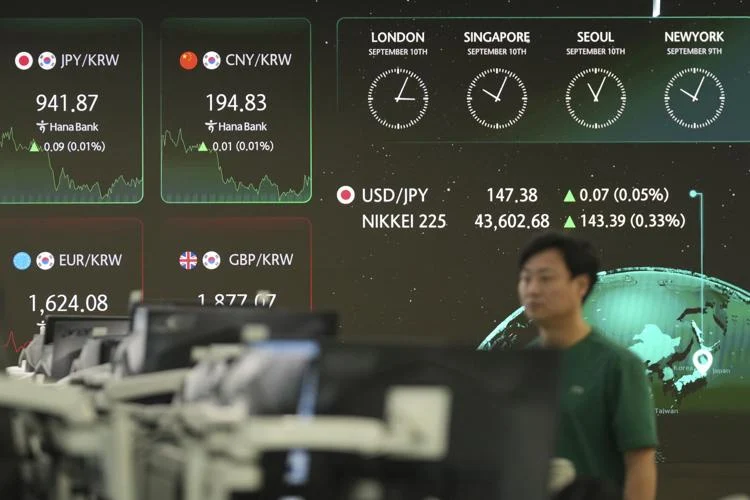 JPY/KRW
941.87
Hana Bank
0.09 (0.01%)
CNY/KRW
194.83
Hana Bank
0.01 (0.01%)
EUR/KRW
1,624.08
GBP/KRW
1,877.07
LONDON
SEPTEMBER 10TH
SINGAPORE
SEPTEMBER 10TH
SEOUL
SEPTEMBER 10TH
NEWYORK
SEPTEMBER 9TH
USD/JPY 147.38 0.07 (0.05%)
NIKKEI 225 43,602.68 143.39 (0.33%)
Korea
Japan
Taiwan